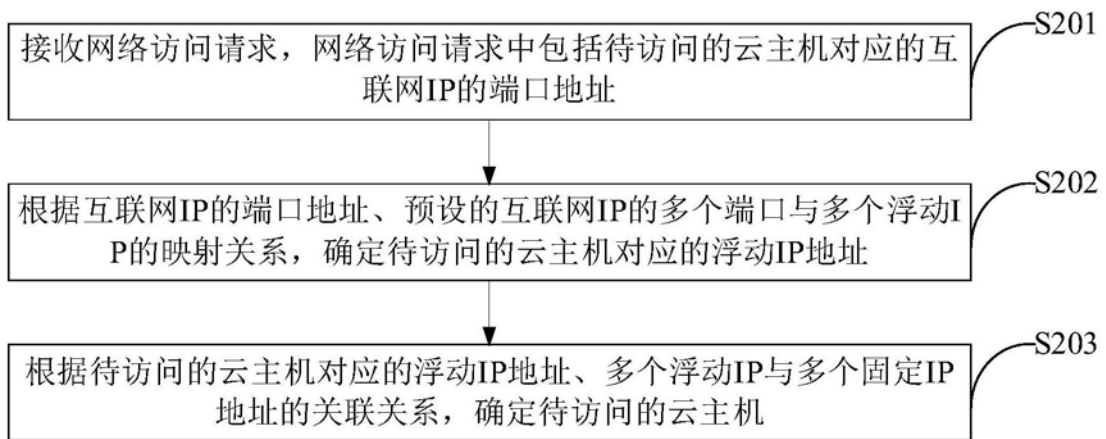 接收网络访问请求，网络访问请求中包括待访问的云主机对应的互
联网IP的端口地址
S201
根据互联网IP的端口地址、预设的互联网IP的多个端口与多个浮动I
P的映射关系，确定待访问的云主机对应的浮动IP地址
S202
根据待访问的云主机对应的浮动IP地址、多个浮动IP与多个固定IP
地址的关联关系，确定待访问的云主机
S203